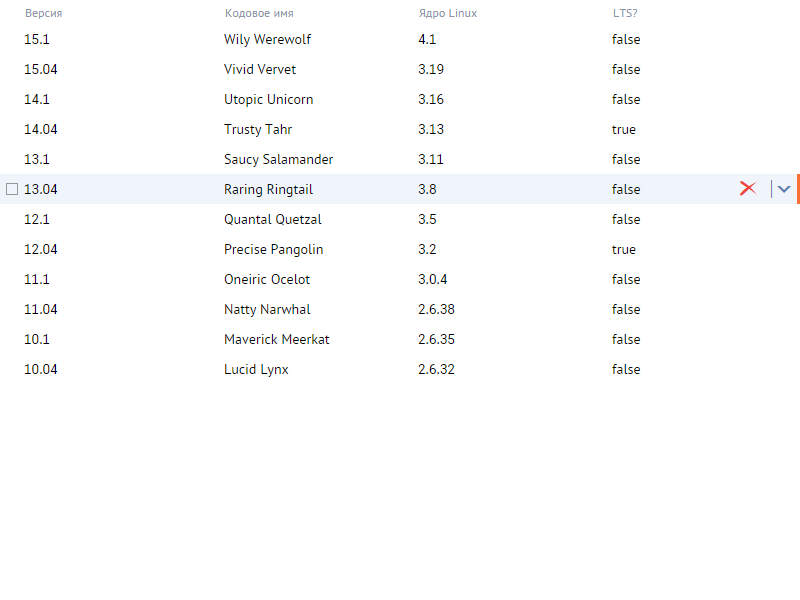 Версия Кодовое имя Ядро Linux LTS?
15.1 Wily Werewolf 4.1 false
15.04 Vivid Vervet 3.19 false
14.1 Utopic Unicorn 3.16 false
14.04 Trusty Tahr 3.13 true
13.1 Saucy Salamander 3.11 false
13.04 Raring Ringtail 3.8 false
12.1 Quantal Quetzal 3.5 false
12.04 Precise Pangolin 3.2 true
11.1 Oneiric Ocelot 3.0.4 false
11.04 Natty Narwhal 2.6.38 false
10.1 Maverick Meerkat 2.6.35 false
10.04 Lucid Lynx 2.6.32 false